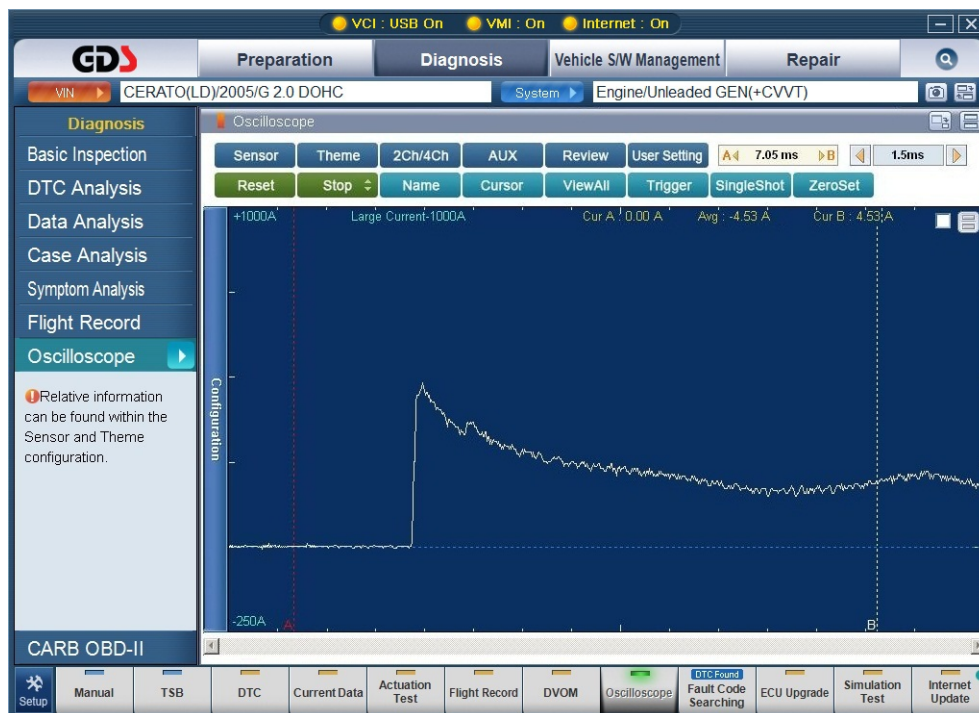 VCI : USB On VMI : On Internet : On
GDS Preparation Diagnosis Vehicle S/W Management Repair
VIN CERATO(LD)/2005/G 2.0 DOHC System Engine/Unleaded GEN(+CVVT)
Diagnosis
Basic Inspection
DTC Analysis
Data Analysis
Case Analysis
Symptom Analysis
Flight Record
Oscilloscope
Relative information
can be found within the
Sensor and Theme
configuration.
CARB OBD-II
Oscilloscope
Sensor Theme 2Ch/4Ch AUX Review User Setting A 7.05 ms B 1.5ms
Reset Stop Name Cursor ViewAll Trigger SingleShot ZeroSet
+1000A Large Current-1000A Cur A : 0.00 A Avg : -4.53 A Cur B : 4.53 A
Configuration
-250A A B
Setup Manual TSB DTC Current Data Actuation Test Flight Record DVOM Oscilloscope DTC Found Fault Code Searching ECU Upgrade Simulation Test Internet Update